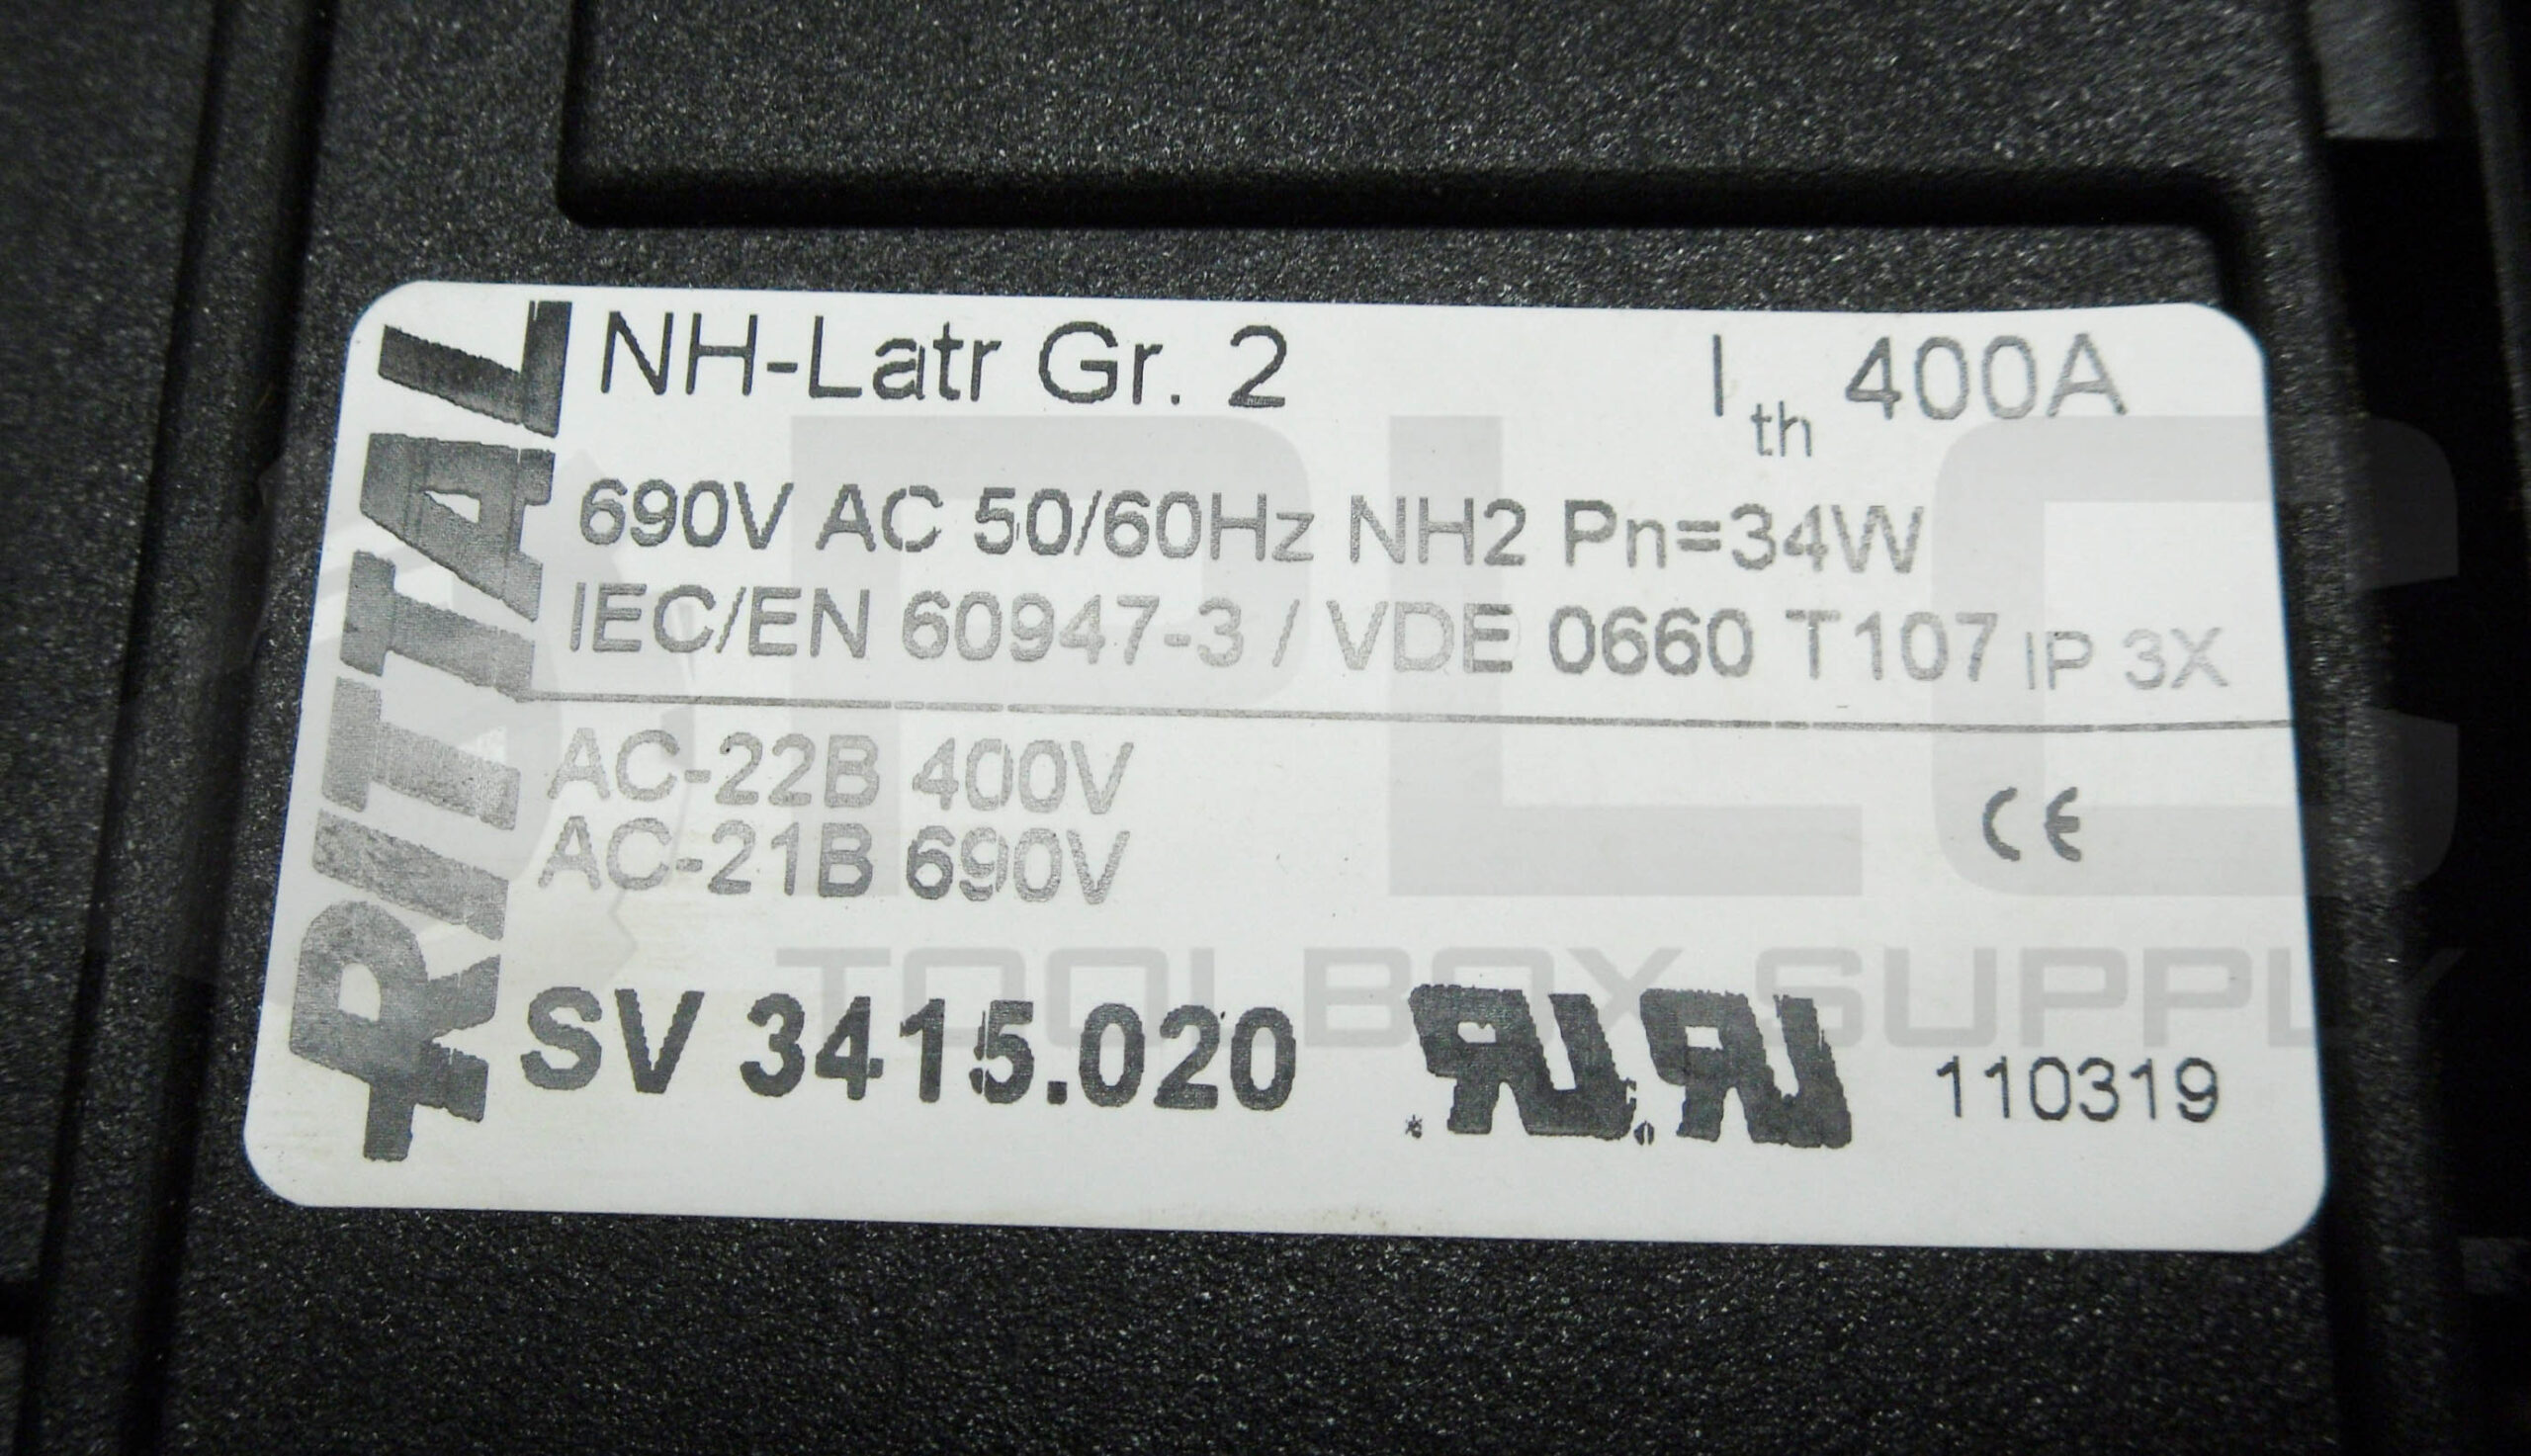 RITTAL
NH-Latr Gr. 2 Ith 400A
690V AC 50/60Hz NH2 Pn=34W
IEC/EN 60947-3 / VDE 0660 T107 IP 3X
AC-22B 400V
AC-21B 690V
CE
SV 3415.020
110319
PLC
TOOLBOX SUPPLY